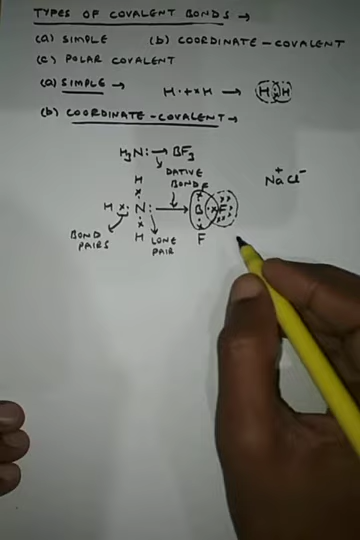 TYPES OF COVALENT BONDS →
(a) SIMPLE (b) COORDINATE-COVALENT
(c) POLAR COVALENT
(a) SIMPLE → H·+×H → H·×H
(b) COORDINATE-COVALENT →
H₃N: → BF₃
DATIVE
BOND
Na⁺Cl⁻
H F
H N: → B F
H F
BOND
PAIRS
LONE
PAIR